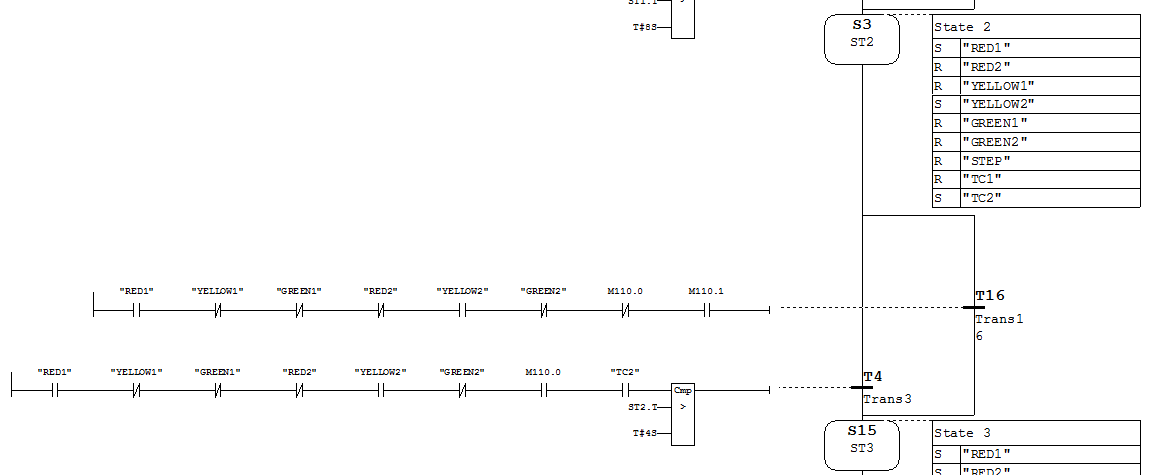 ST1.T
T#8S
S3
ST2
State 2
S "RED1"
R "RED2"
R "YELLOW1"
S "YELLOW2"
R "GREEN1"
R "GREEN2"
R "STEP"
R "TC1"
S "TC2"
"RED1" "YELLOW1" "GREEN1" "RED2" "YELLOW2" "GREEN2" M110.0 M110.1
T16
Trans1
6
"RED1" "YELLOW1" "GREEN1" "RED2" "YELLOW2" "GREEN2" M110.0 "TC2"
T4
Trans3
Cmp
ST2.T >
T#4S
S15
ST3
State 3
S "RED1"
S "RED2"